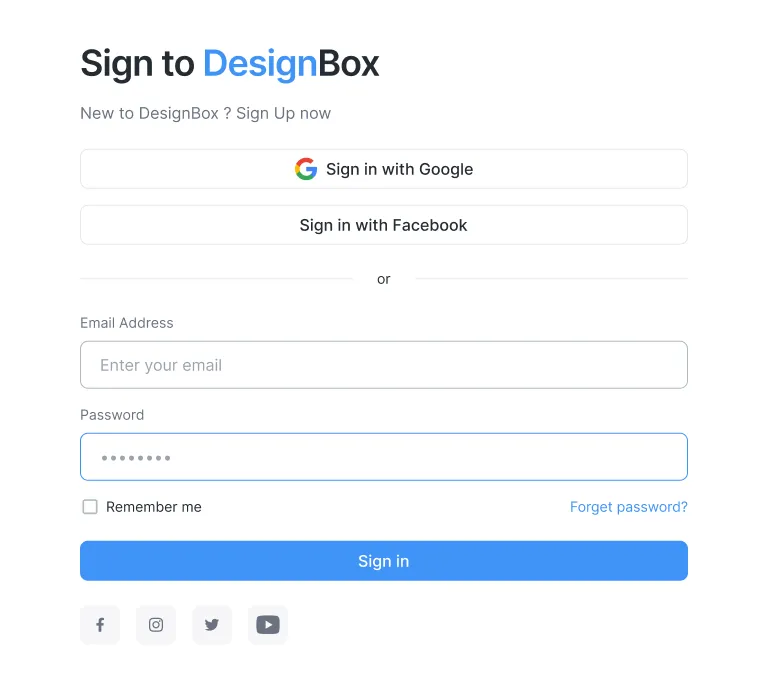 Sign to DesignBox
New to DesignBox ? Sign Up now
Sign in with Google
Sign in with Facebook
or
Email Address
Enter your email
Password
••••••••
Remember me Forget password?
Sign in